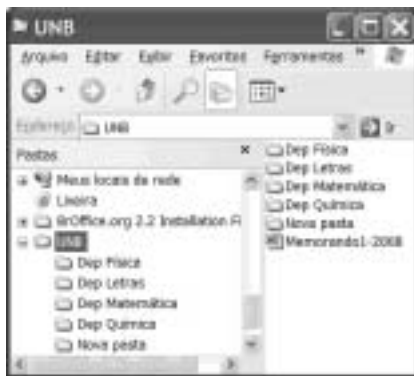 UNB
Arquivo Editar Exibir Favoritos Ferramentas »
Endereço UNB Ir
Pastas x
Meus locais de rede
Lixeira
BrOffice.org 2.2 Installation Fi
UNB
Dep Física
Dep Letras
Dep Matemática
Dep Química
Nova pasta
Dep Física
Dep Letras
Dep Matemática
Dep Química
Nova pasta
Memorando1-2008